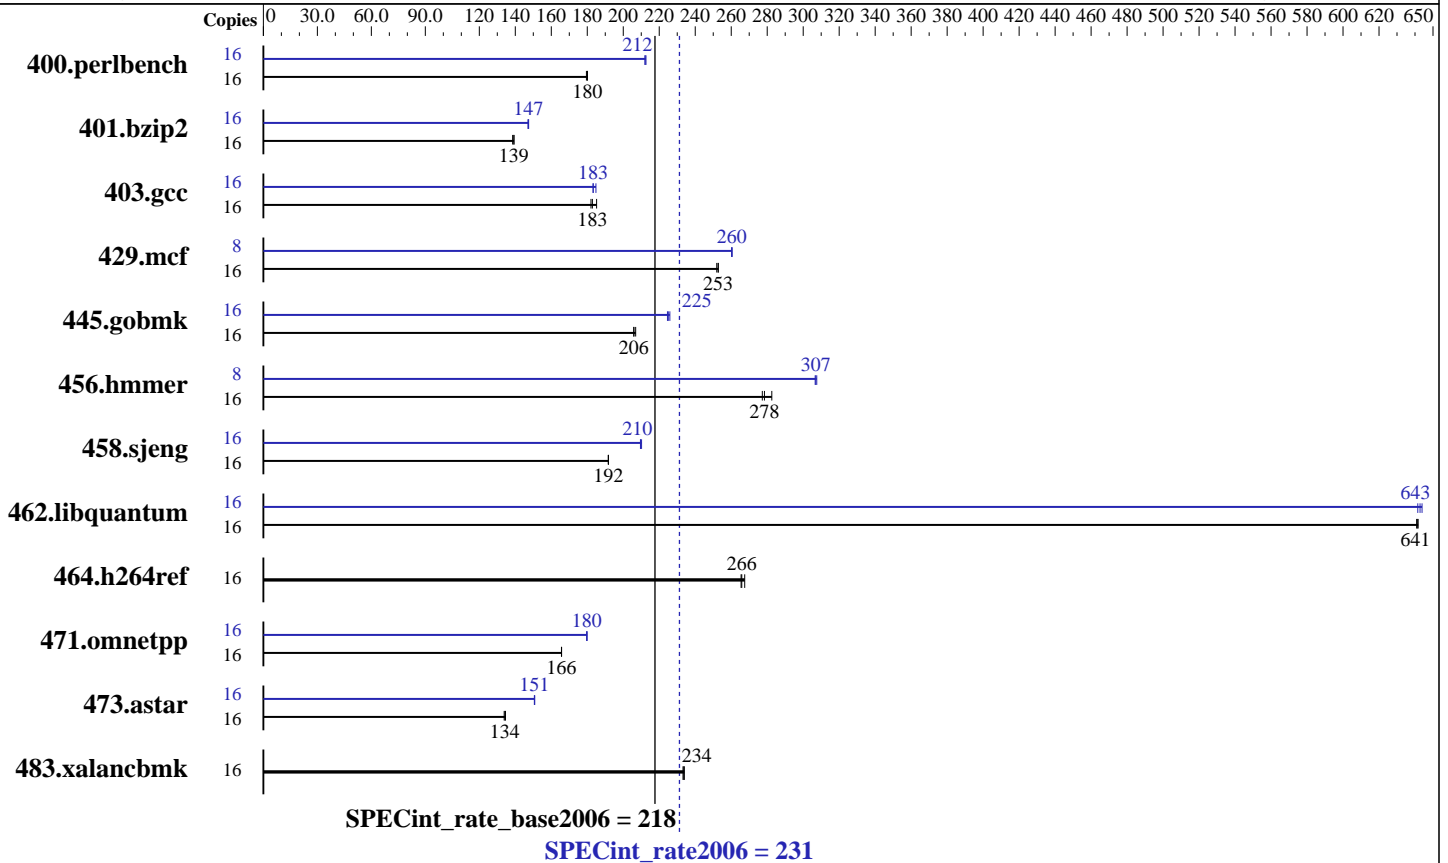 Copies 0 30.0 60.0 90.0 120 140 160 180 200 220 240 260 280 300 320 340 360 380 400 420 440 460 480 500 520 540 560 580 600 620 650
400.perlbench 16 212
16 180
401.bzip2 16 147
16 139
403.gcc 16 183
16 183
429.mcf 8 260
16 253
445.gobmk 16 225
16 206
456.hmmer 8 307
16 278
458.sjeng 16 210
16 192
462.libquantum 16 643
16 641
464.h264ref 16 266
471.omnetpp 16 180
16 166
473.astar 16 151
16 134
483.xalancbmk 16 234
SPECint_rate_base2006 = 218
SPECint_rate2006 = 231